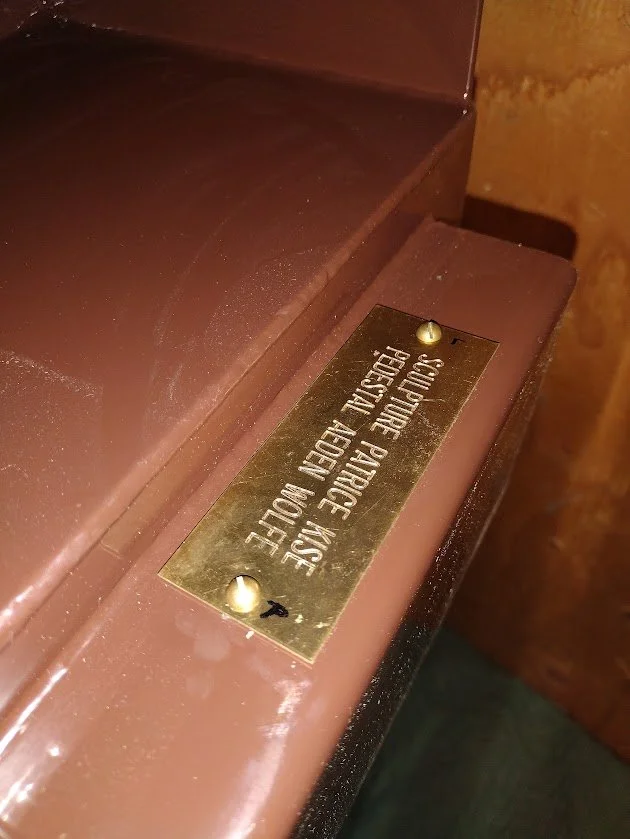 SCULPTURE PATRICE KISE
PEDESTAL AEDEN WOLFE